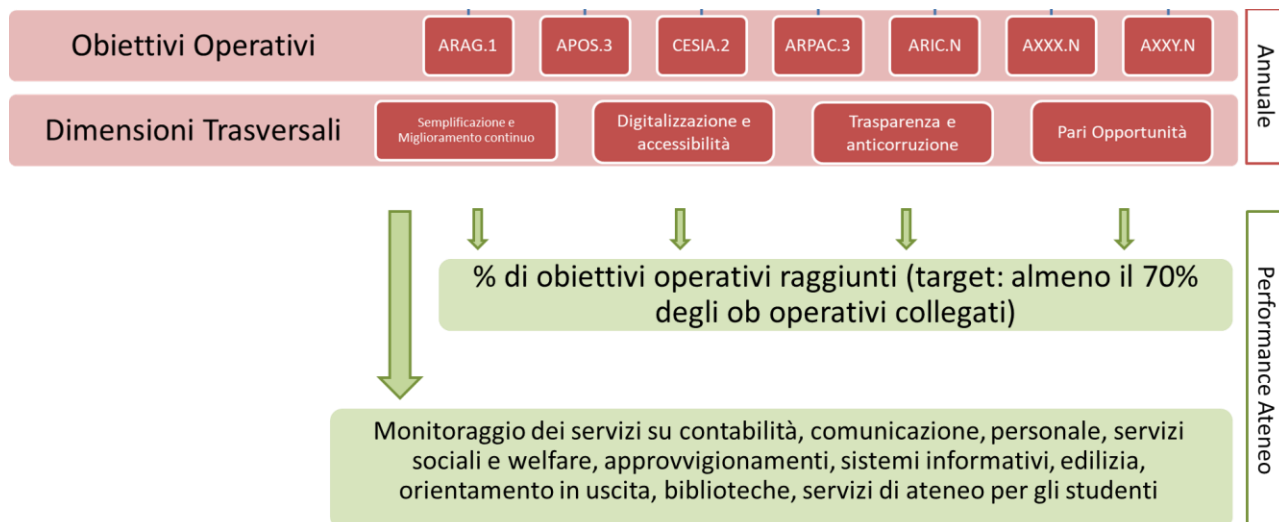 Obiettivi Operativi
ARAG.1
APOS.3
CESIA.2
ARPAC.3
ARIC.N
AXXX.N
AXXY.N
Annuale
Dimensioni Trasversali
Semplificazione e
Miglioramento continuo
Digitalizzazione e
accessibilità
Trasparenza e
anticorruzione
Pari Opportunità
% di obiettivi operativi raggiunti (target: almeno il 70%
degli ob operativi collegati)
Performance Ateneo
Monitoraggio dei servizi su contabilità, comunicazione, personale, servizi
sociali e welfare, approvvigionamenti, sistemi informativi, edilizia,
orientamento in uscita, biblioteche, servizi di ateneo per gli studenti